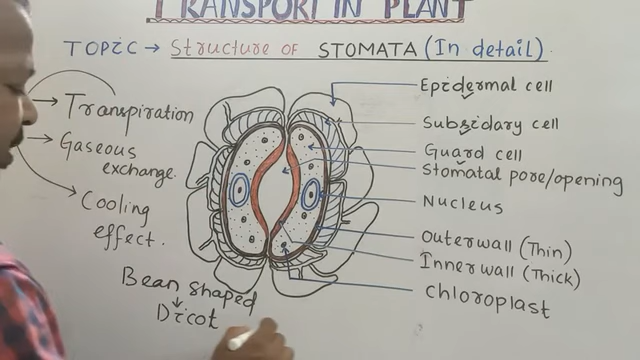 TRANSPORT IN PLANT
TOPIC → Structure OF STOMATA (In detail)
→ Transpiration
→ Gaseous
exchange.
Cooling
effect.
Bean shaped
↓
Dicot
Epidermal cell
Subsidary cell
Guard cell
Stomatal pore/opening
Nucleus
Outerwall (Thin)
Innerwall (Thick)
Chloroplast